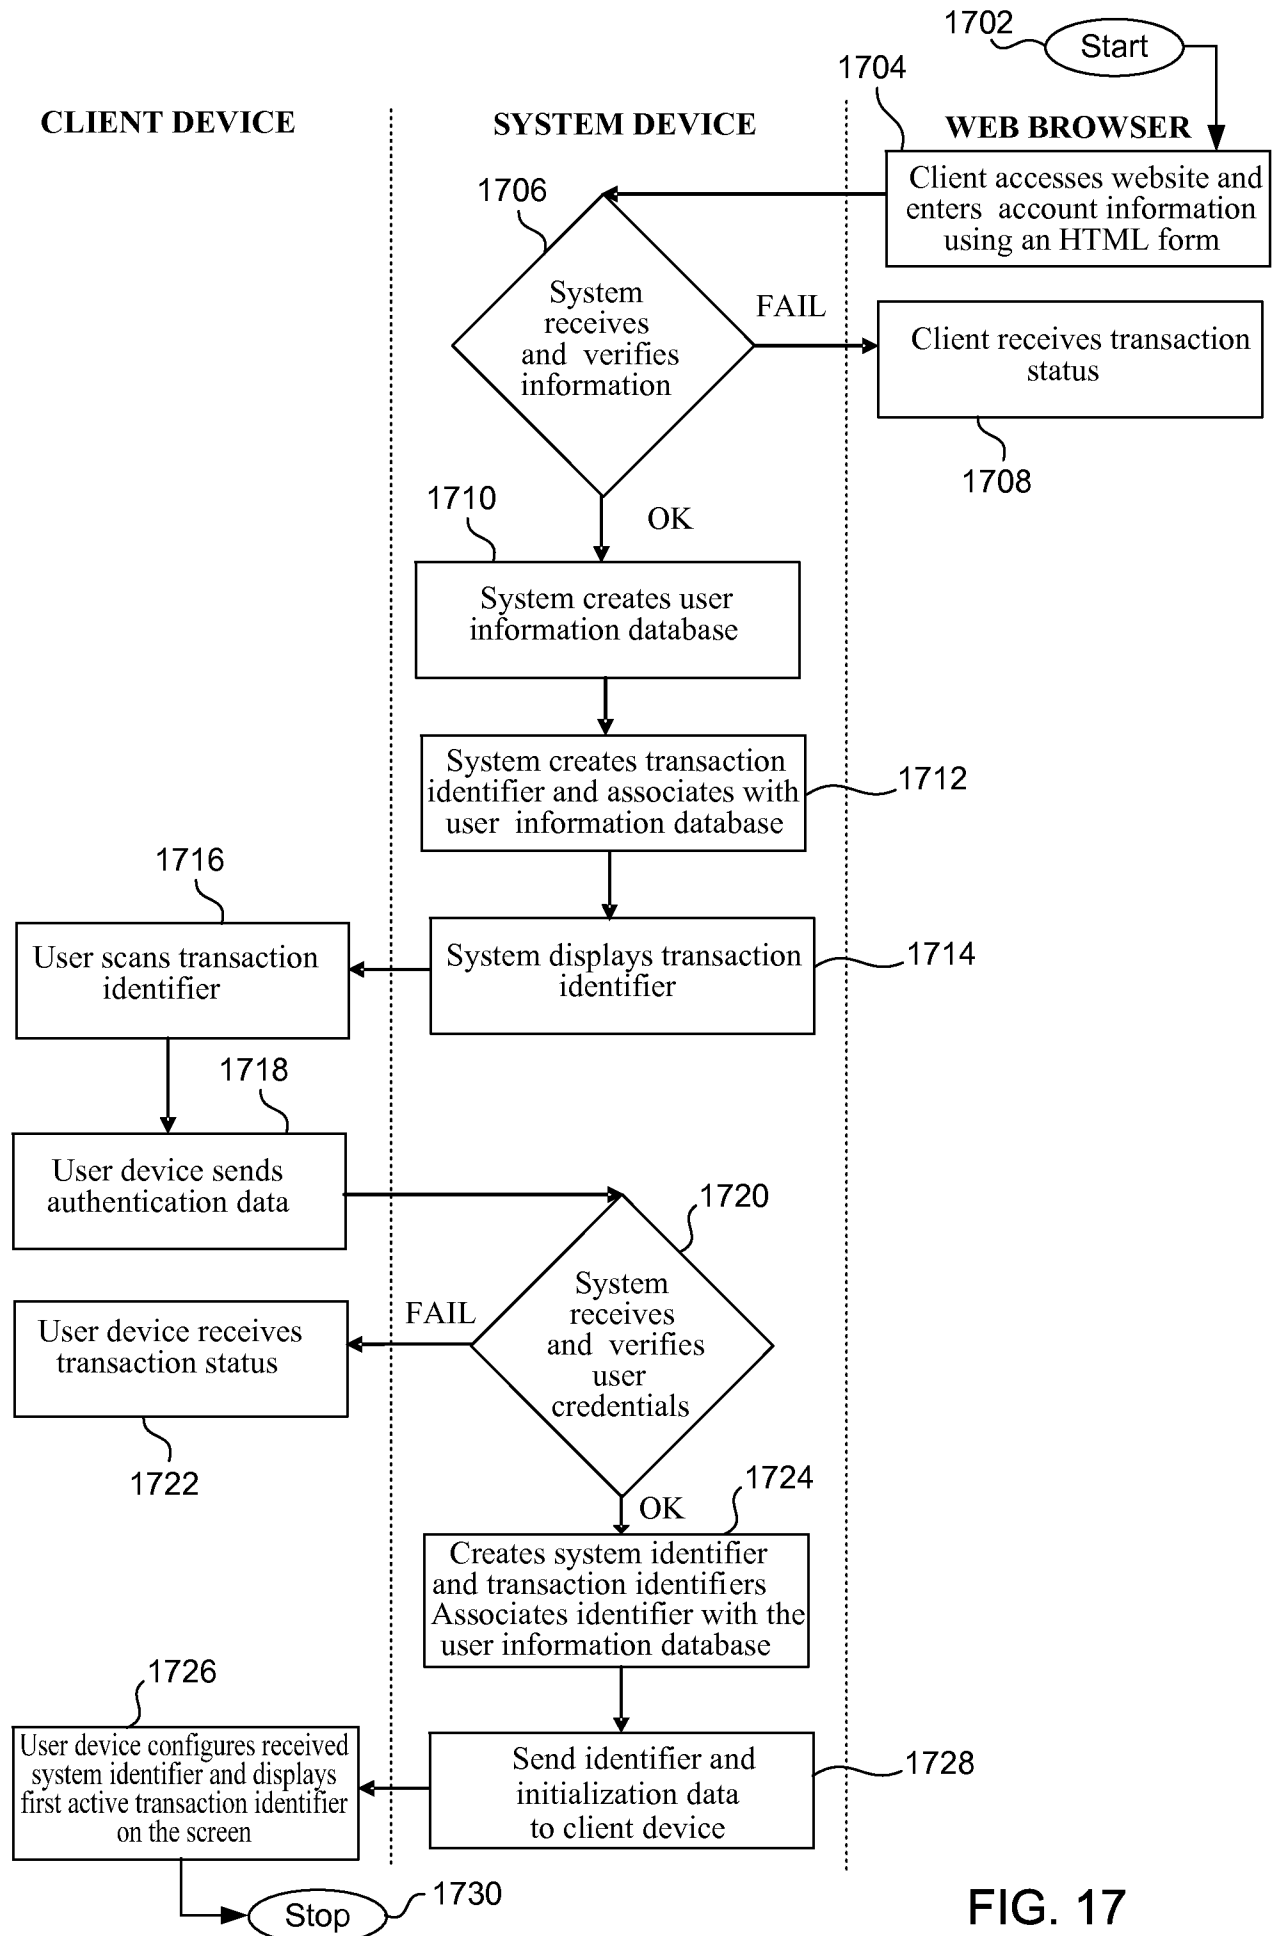 1702
Start
1704
CLIENT DEVICE
SYSTEM DEVICE
WEB BROWSER
Client accesses website and
enters account information
using an HTML form
1706
System
receives
and verifies
information
FAIL
Client receives transaction
status
1708
1710
OK
System creates user
information database
System creates transaction
identifier and associates with
user information database
1712
1716
User scans transaction
identifier
System displays transaction
identifier
1714
1718
User device sends
authentication data
1720
System
receives
and verifies
user
credentials
FAIL
User device receives
transaction status
1722
1724
OK
Creates system identifier
and transaction identifiers
Associates identifier with the
user information database
1726
User device configures received
system identifier and displays
first active transaction identifier
on the screen
Send identifier and
initialization data
to client device
1728
Stop
1730
FIG. 17